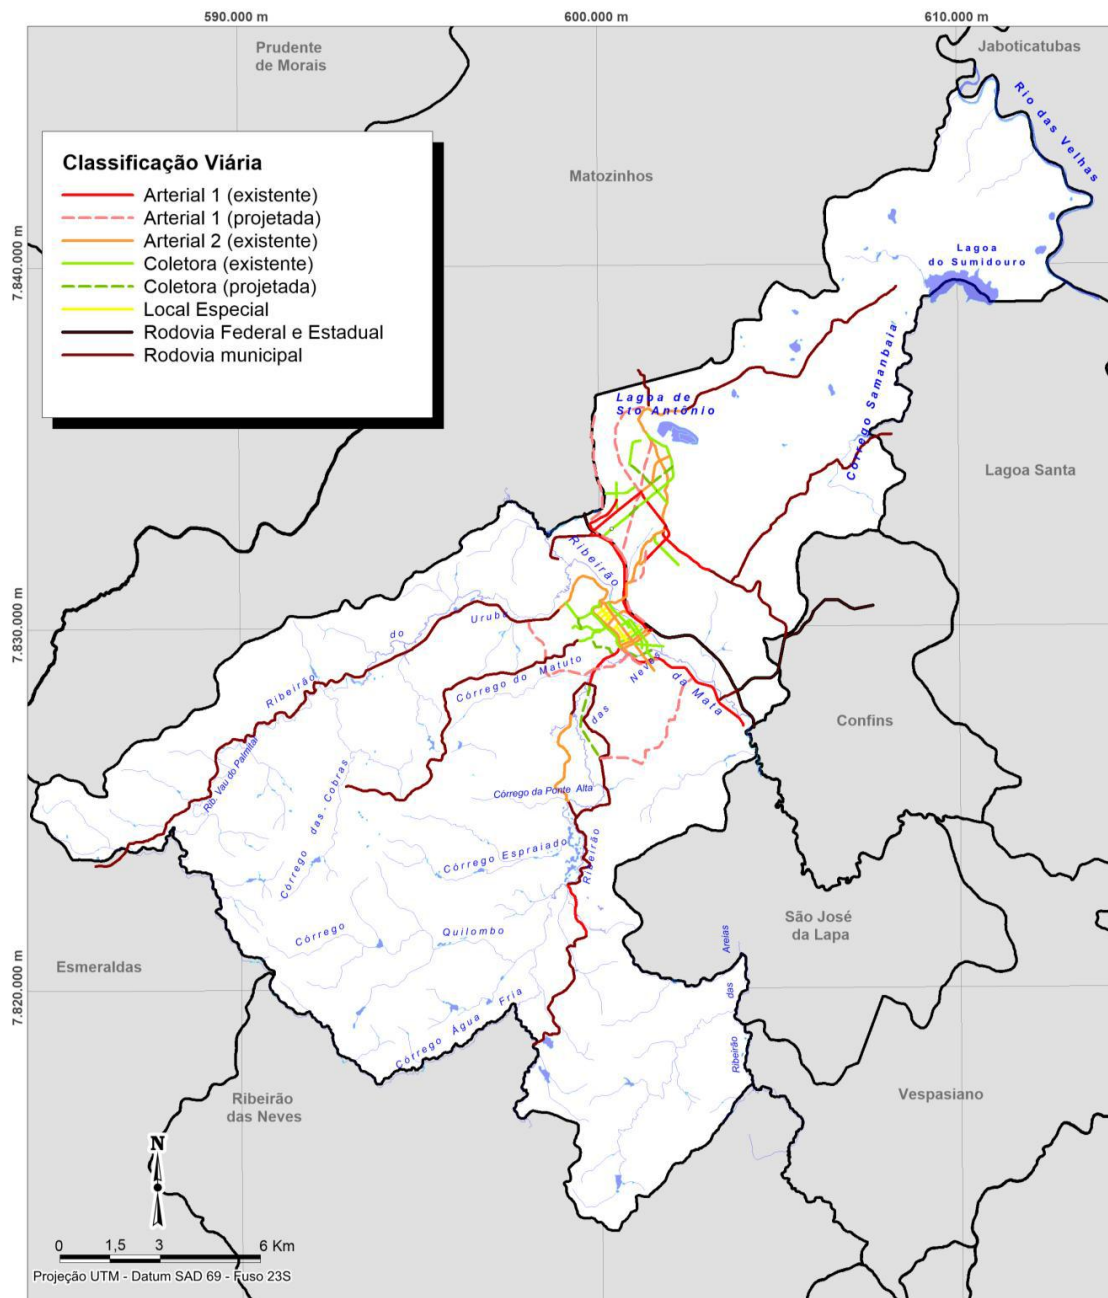 590.000 m
600.000 m
610.000 m
Prudente
de Morais
Jaboticatubas
Rio das Velhas
Classificação Viária
Arterial 1 (existente)
Arterial 1 (projetada)
Arterial 2 (existente)
Coletora (existente)
Coletora (projetada)
Local Especial
Rodovia Federal e Estadual
Rodovia municipal
Matozinhos
7.840.000 m
Lagoa
do Sumidouro
Lagoa de
Sto Antônio
Córrego Samanbaia
Lagoa Santa
Ribeirão
da Mata
7.830.000 m
Ribeirão do Urubu
Córrego do Matuto
Ribeirão das Neves
Confins
Rib. Vau do Palmital
Córrego das Cobras
Córrego da Ponte Alta
Córrego Espraiado
São José
da Lapa
Córrego Quilombo
Ribeirão das Areias
Esmeraldas
7.820.000 m
Córrego Água Fria
Ribeirão
das Neves
Vespasiano
N
0 1,5 3 6 Km
Projeção UTM - Datum SAD 69 - Fuso 23S